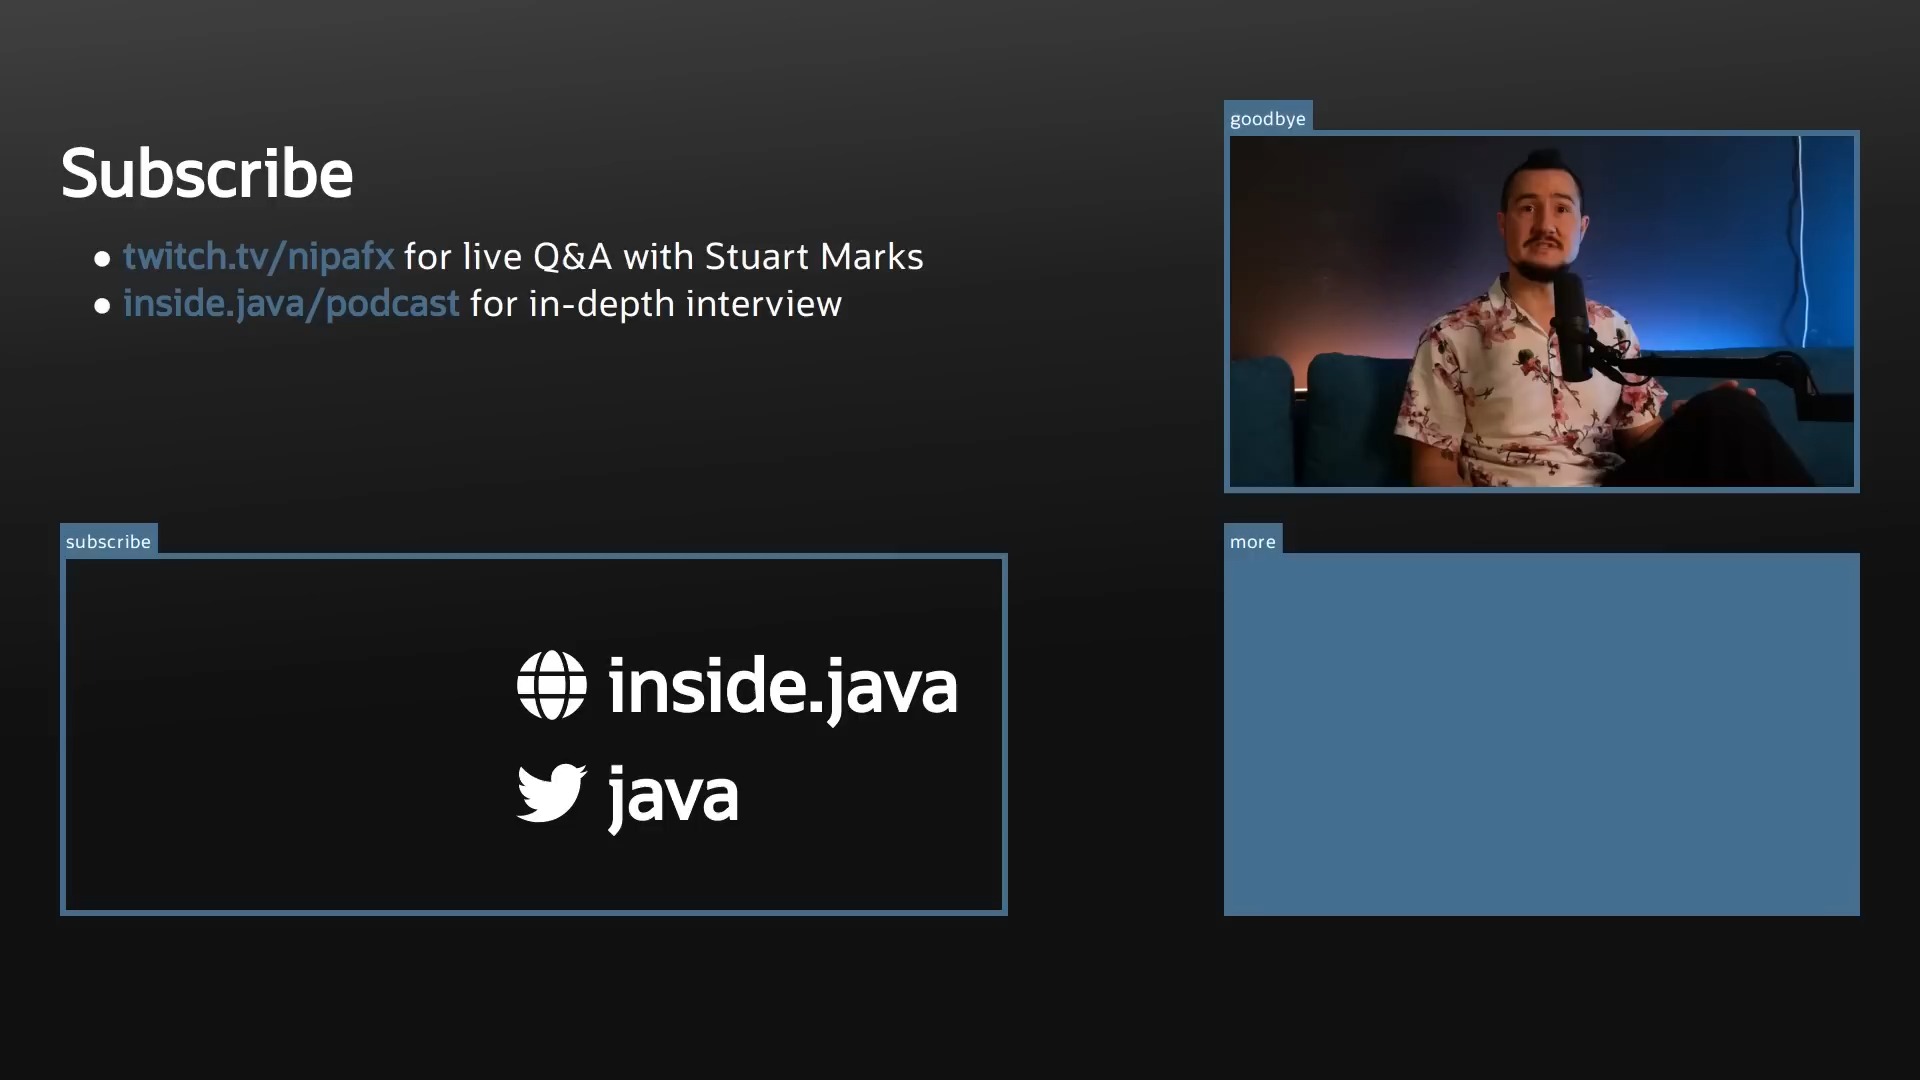 goodbye
Subscribe
twitch.tv/nipafx for live Q&A with Stuart Marks
inside.java/podcast for in-depth interview
subscribe
more
inside.java
java